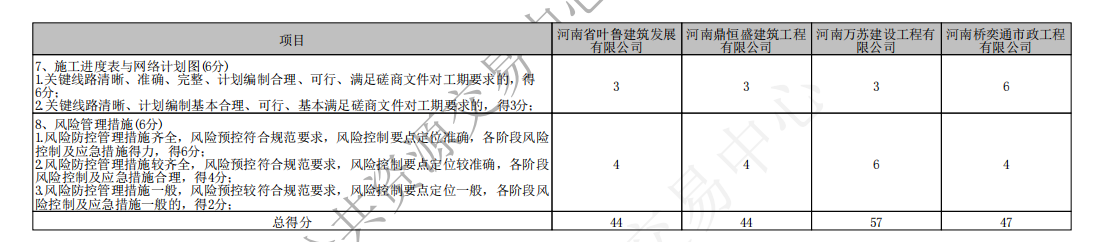 项目
河南省叶鲁建筑发展
有限公司
河南鼎恒盛建筑工程
有限公司
河南万苏建设工程有
限公司
河南桥奕通市政工程
有限公司
7、施工进度表与网络计划图(6分)
1.关键线路清晰、准确、完整、计划编制合理、可行、满足磋商文件对工期要求的，得
6分；
2.关键线路清晰、计划编制基本合理、可行、基本满足磋商文件对工期要求的，得3分；
3
3
3
6
8、风险管理措施(6分)
1.风险防控管理措施齐全，风险预控符合规范要求，风险控制要点定位准确，各阶段风险
控制及应急措施得力，得6分；
2.风险防控管理措施较齐全，风险预控符合规范要求，风险控制要点定位较准确，各阶段
风险控制及应急措施合理，得4分；
3.风险防控管理措施一般，风险预控较符合规范要求，风险控制要点定位一般，各阶段风
险控制及应急措施一般的，得2分；
4
4
6
4
总得分
44
44
57
47
共资源交易中心
交易中心